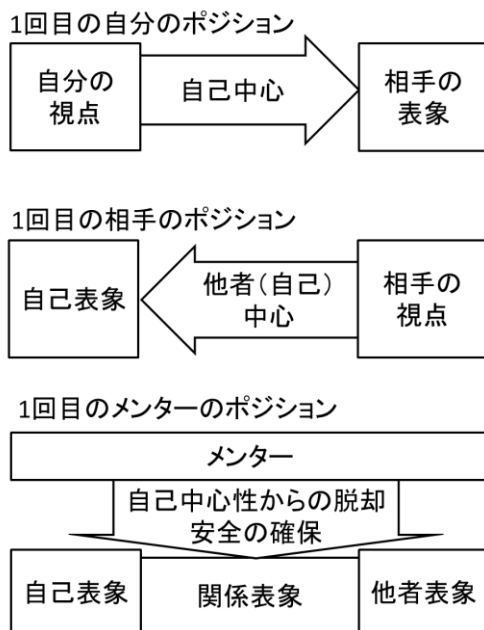 1回目の自分のポジション
自分の
視点
自己中心
相手の
表象
1回目の相手のポジション
自己表象
他者(自己)
中心
相手の
視点
1回目のメンターのポジション
メンター
自己中心性からの脱却
安全の確保
自己表象
関係表象
他者表象